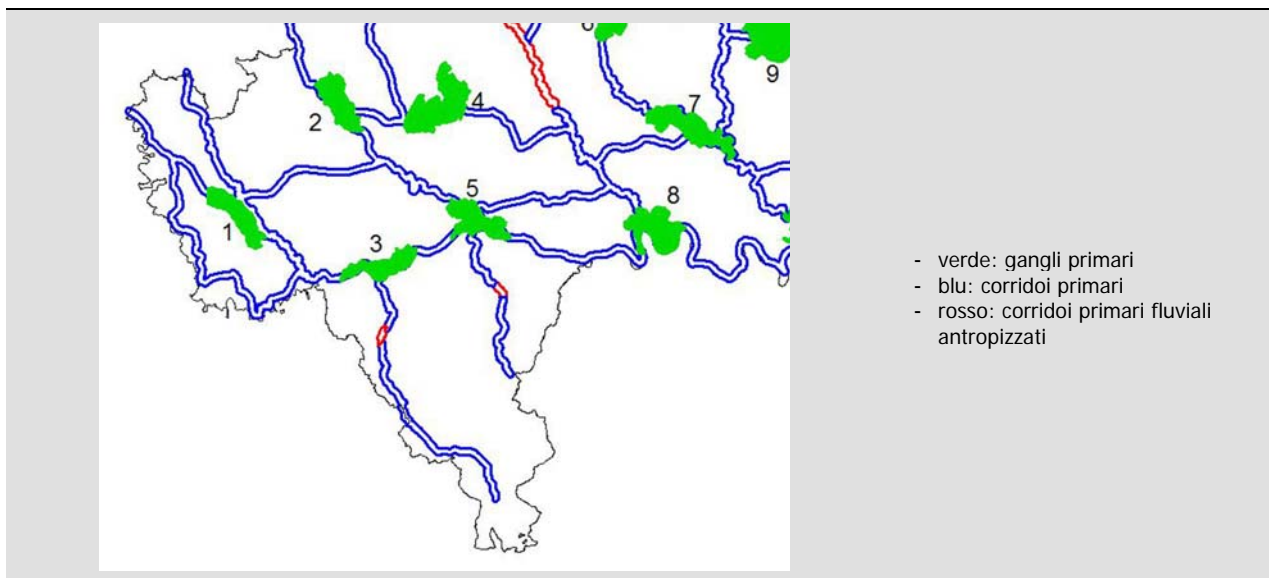 6
9
4
7
2
5
8
1
3
- verde: gangli primari
- blu: corridoi primari
- rosso: corridoi primari fluviali
antropizzati